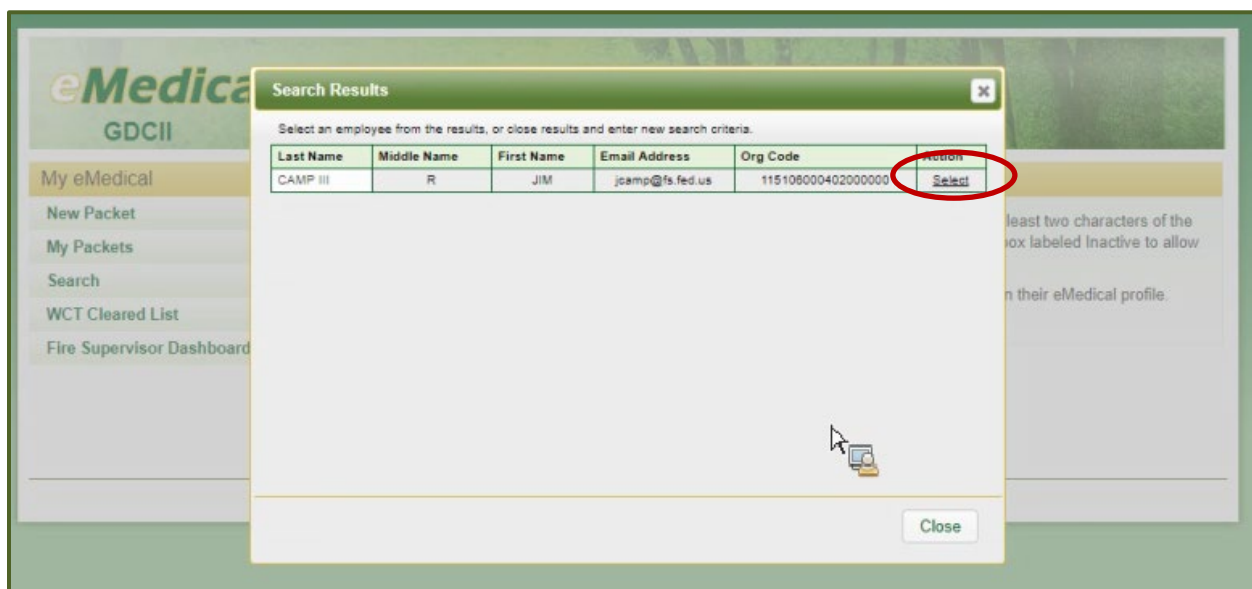 eMedica
GDCII
Search Results
Select an employee from the results, or close results and enter new search criteria.
Last Name Middle Name First Name Email Address Org Code Action
CAMP III R JIM jcamp@fs.fed.us 115106000402000000 Select
My eMedical
New Packet
My Packets
Search
WCT Cleared List
Fire Supervisor Dashboard
least two characters of the
ox labeled Inactive to allow
n their eMedical profile.
Close